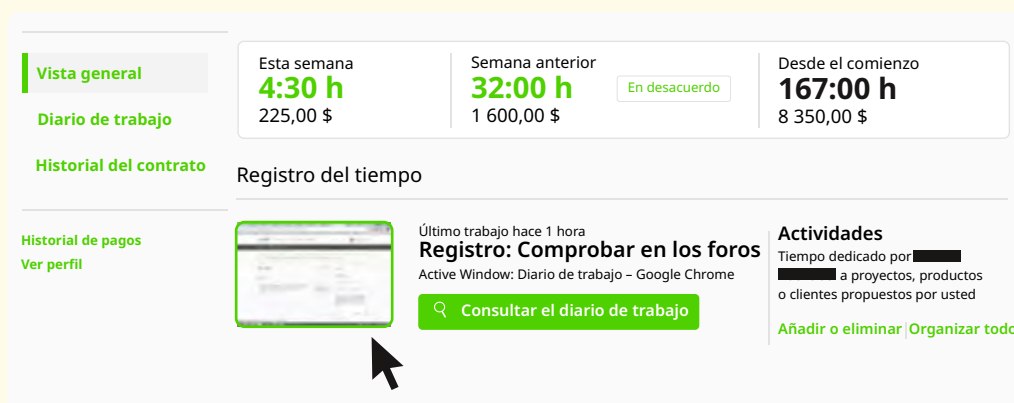 Vista general
Diario de trabajo
Historial del contrato
Historial de pagos
Ver perfil
Esta semana
4:30 h
225,00 $
Semana anterior
32:00 h
1 600,00 $
En desacuerdo
Desde el comienzo
167:00 h
8 350,00 $
Registro del tiempo
Último trabajo hace 1 hora
Registro: Comprobar en los foros
Active Window: Diario de trabajo – Google Chrome
Consultar el diario de trabajo
Actividades
Tiempo dedicado por
a proyectos, productos
o clientes propuestos por usted
Añadir o eliminar
Organizar todo